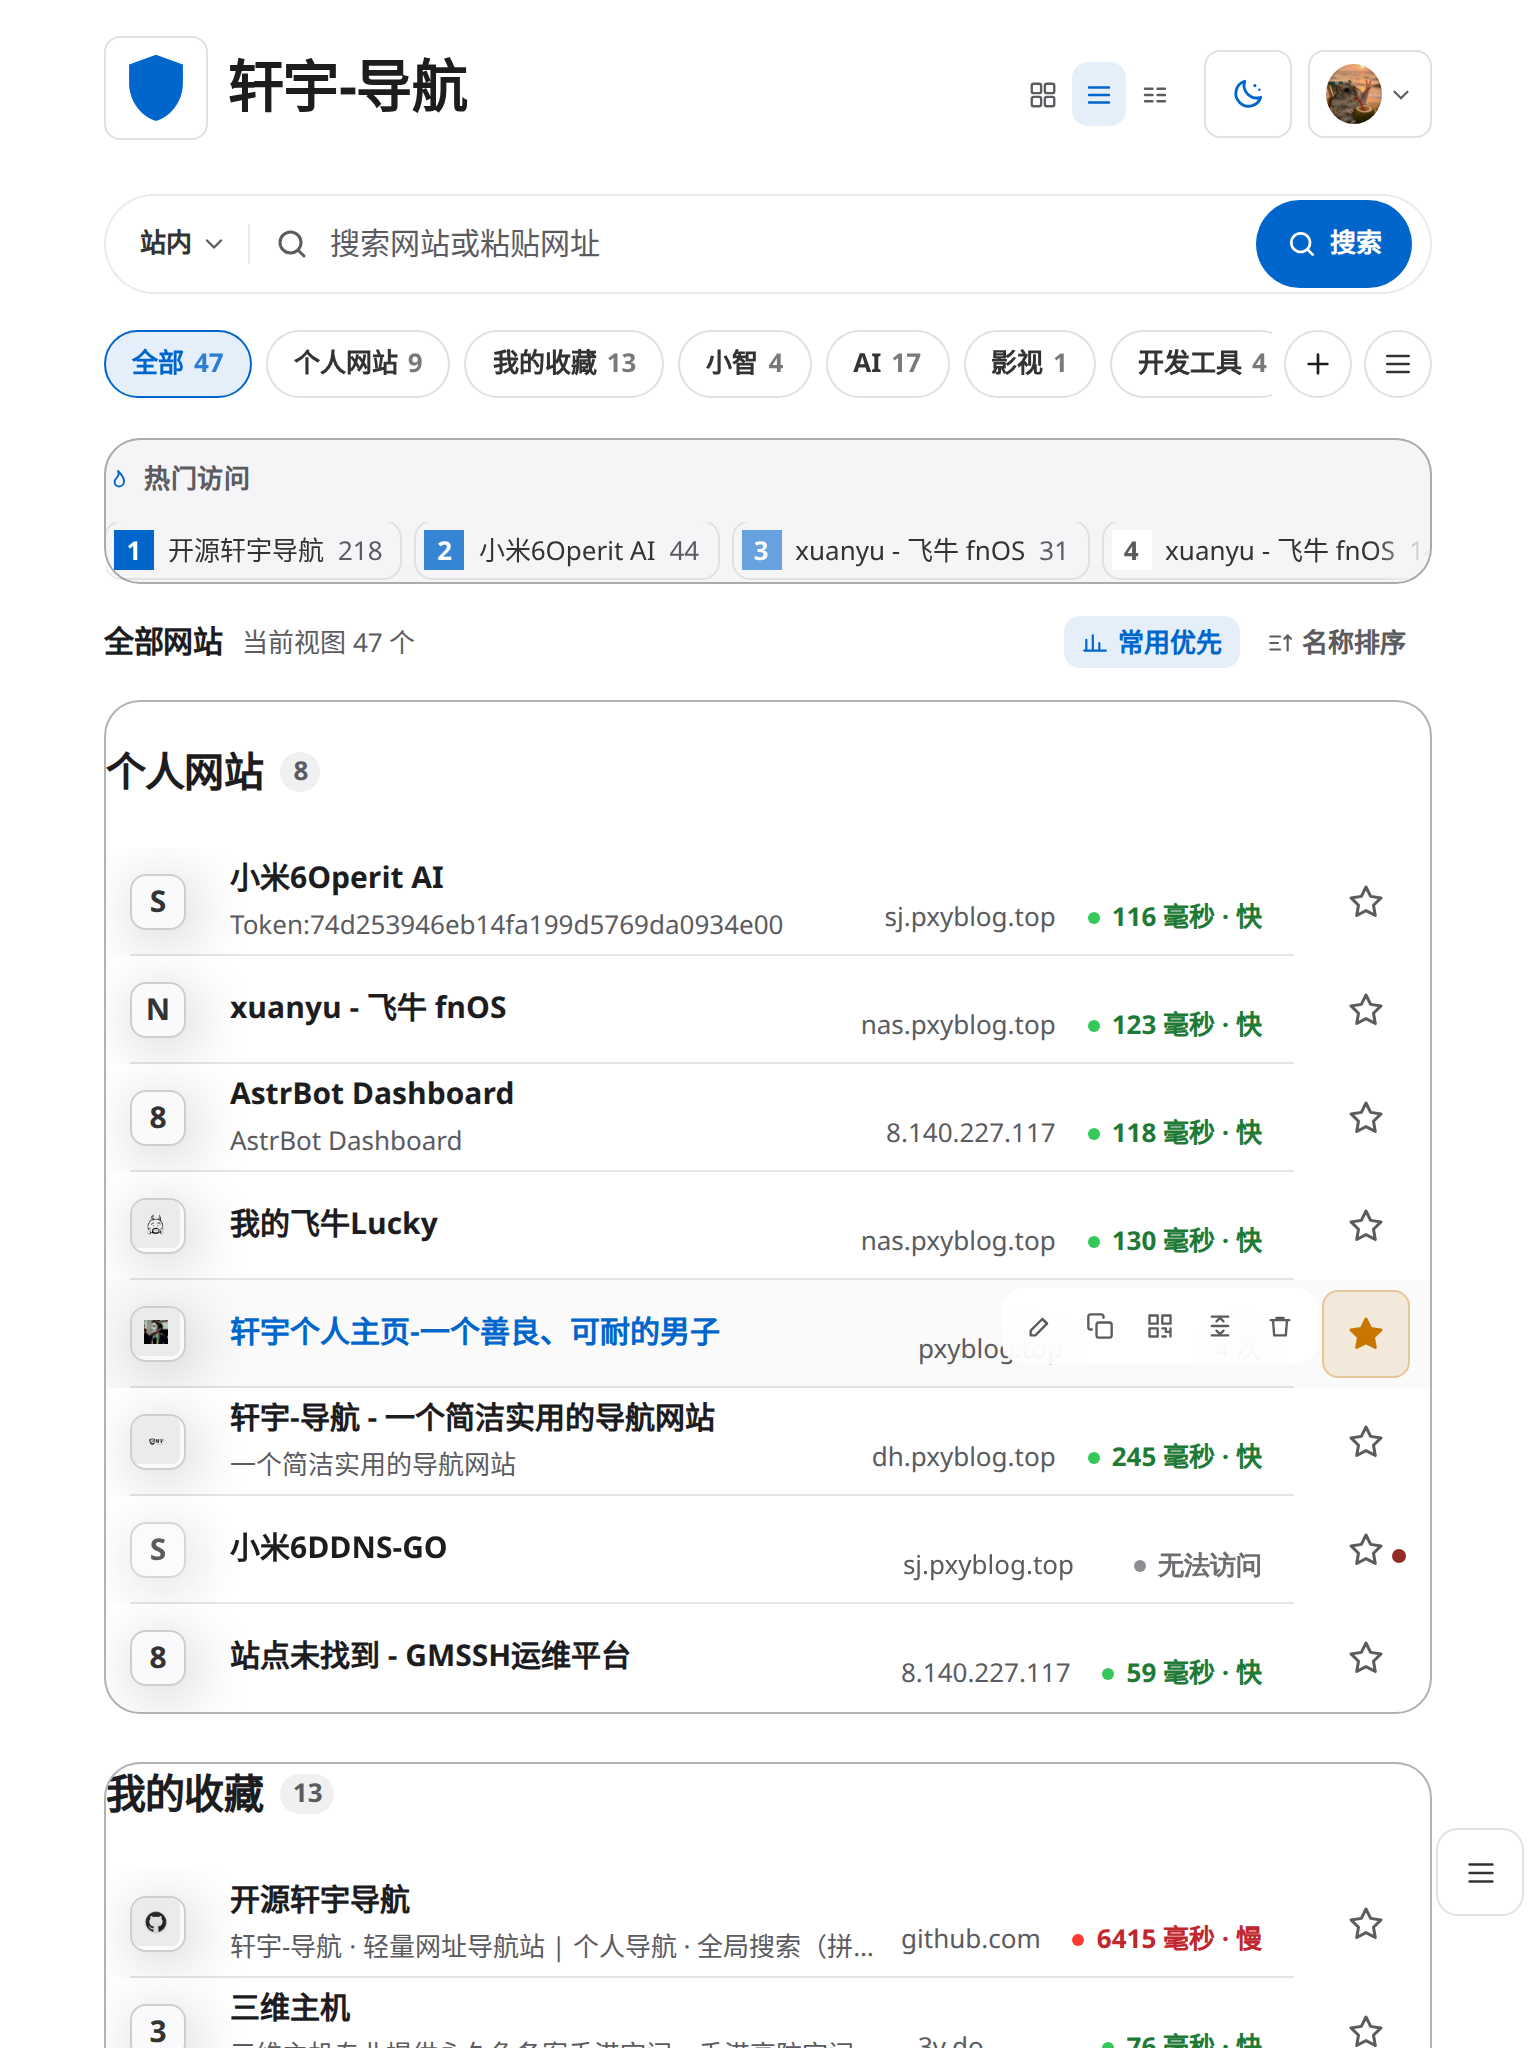 轩宇-导航
站内 搜索网站或粘贴网址 搜索
全部 47 个人网站 9 我的收藏 13 小智 4 AI 17 影视 1 开发工具 4
热门访问
1 开源轩宇导航 218 2 小米6Operit AI 44 3 xuanyu - 飞牛 fnOS 31 4 xuanyu - 飞牛 fnOS
全部网站 当前视图 47 个 常用优先 名称排序
个人网站 8
S 小米6Operit AI
Token:74d253946eb14fa199d5769da0934e00 sj.pxyblog.top 116 毫秒 · 快
N xuanyu - 飞牛 fnOS nas.pxyblog.top 123 毫秒 · 快
AstrBot Dashboard
8 AstrBot Dashboard 8.140.227.117 118 毫秒 · 快
我的飞牛Lucky nas.pxyblog.top 130 毫秒 · 快
轩宇个人主页-一个善良、可耐的男子 pxyblog.top 4 次
轩宇-导航 - 一个简洁实用的导航网站
一个简洁实用的导航网站 dh.pxyblog.top 245 毫秒 · 快
S 小米6DDNS-GO sj.pxyblog.top 无法访问
8 站点未找到 - GMSSH运维平台 8.140.227.117 59 毫秒 · 快
我的收藏 13
开源轩宇导航
轩宇-导航 · 轻量网址导航站 | 个人导航 · 全局搜索（拼... github.com 6415 毫秒 · 慢
三维主机
3 3v.do 76 毫秒 · 快